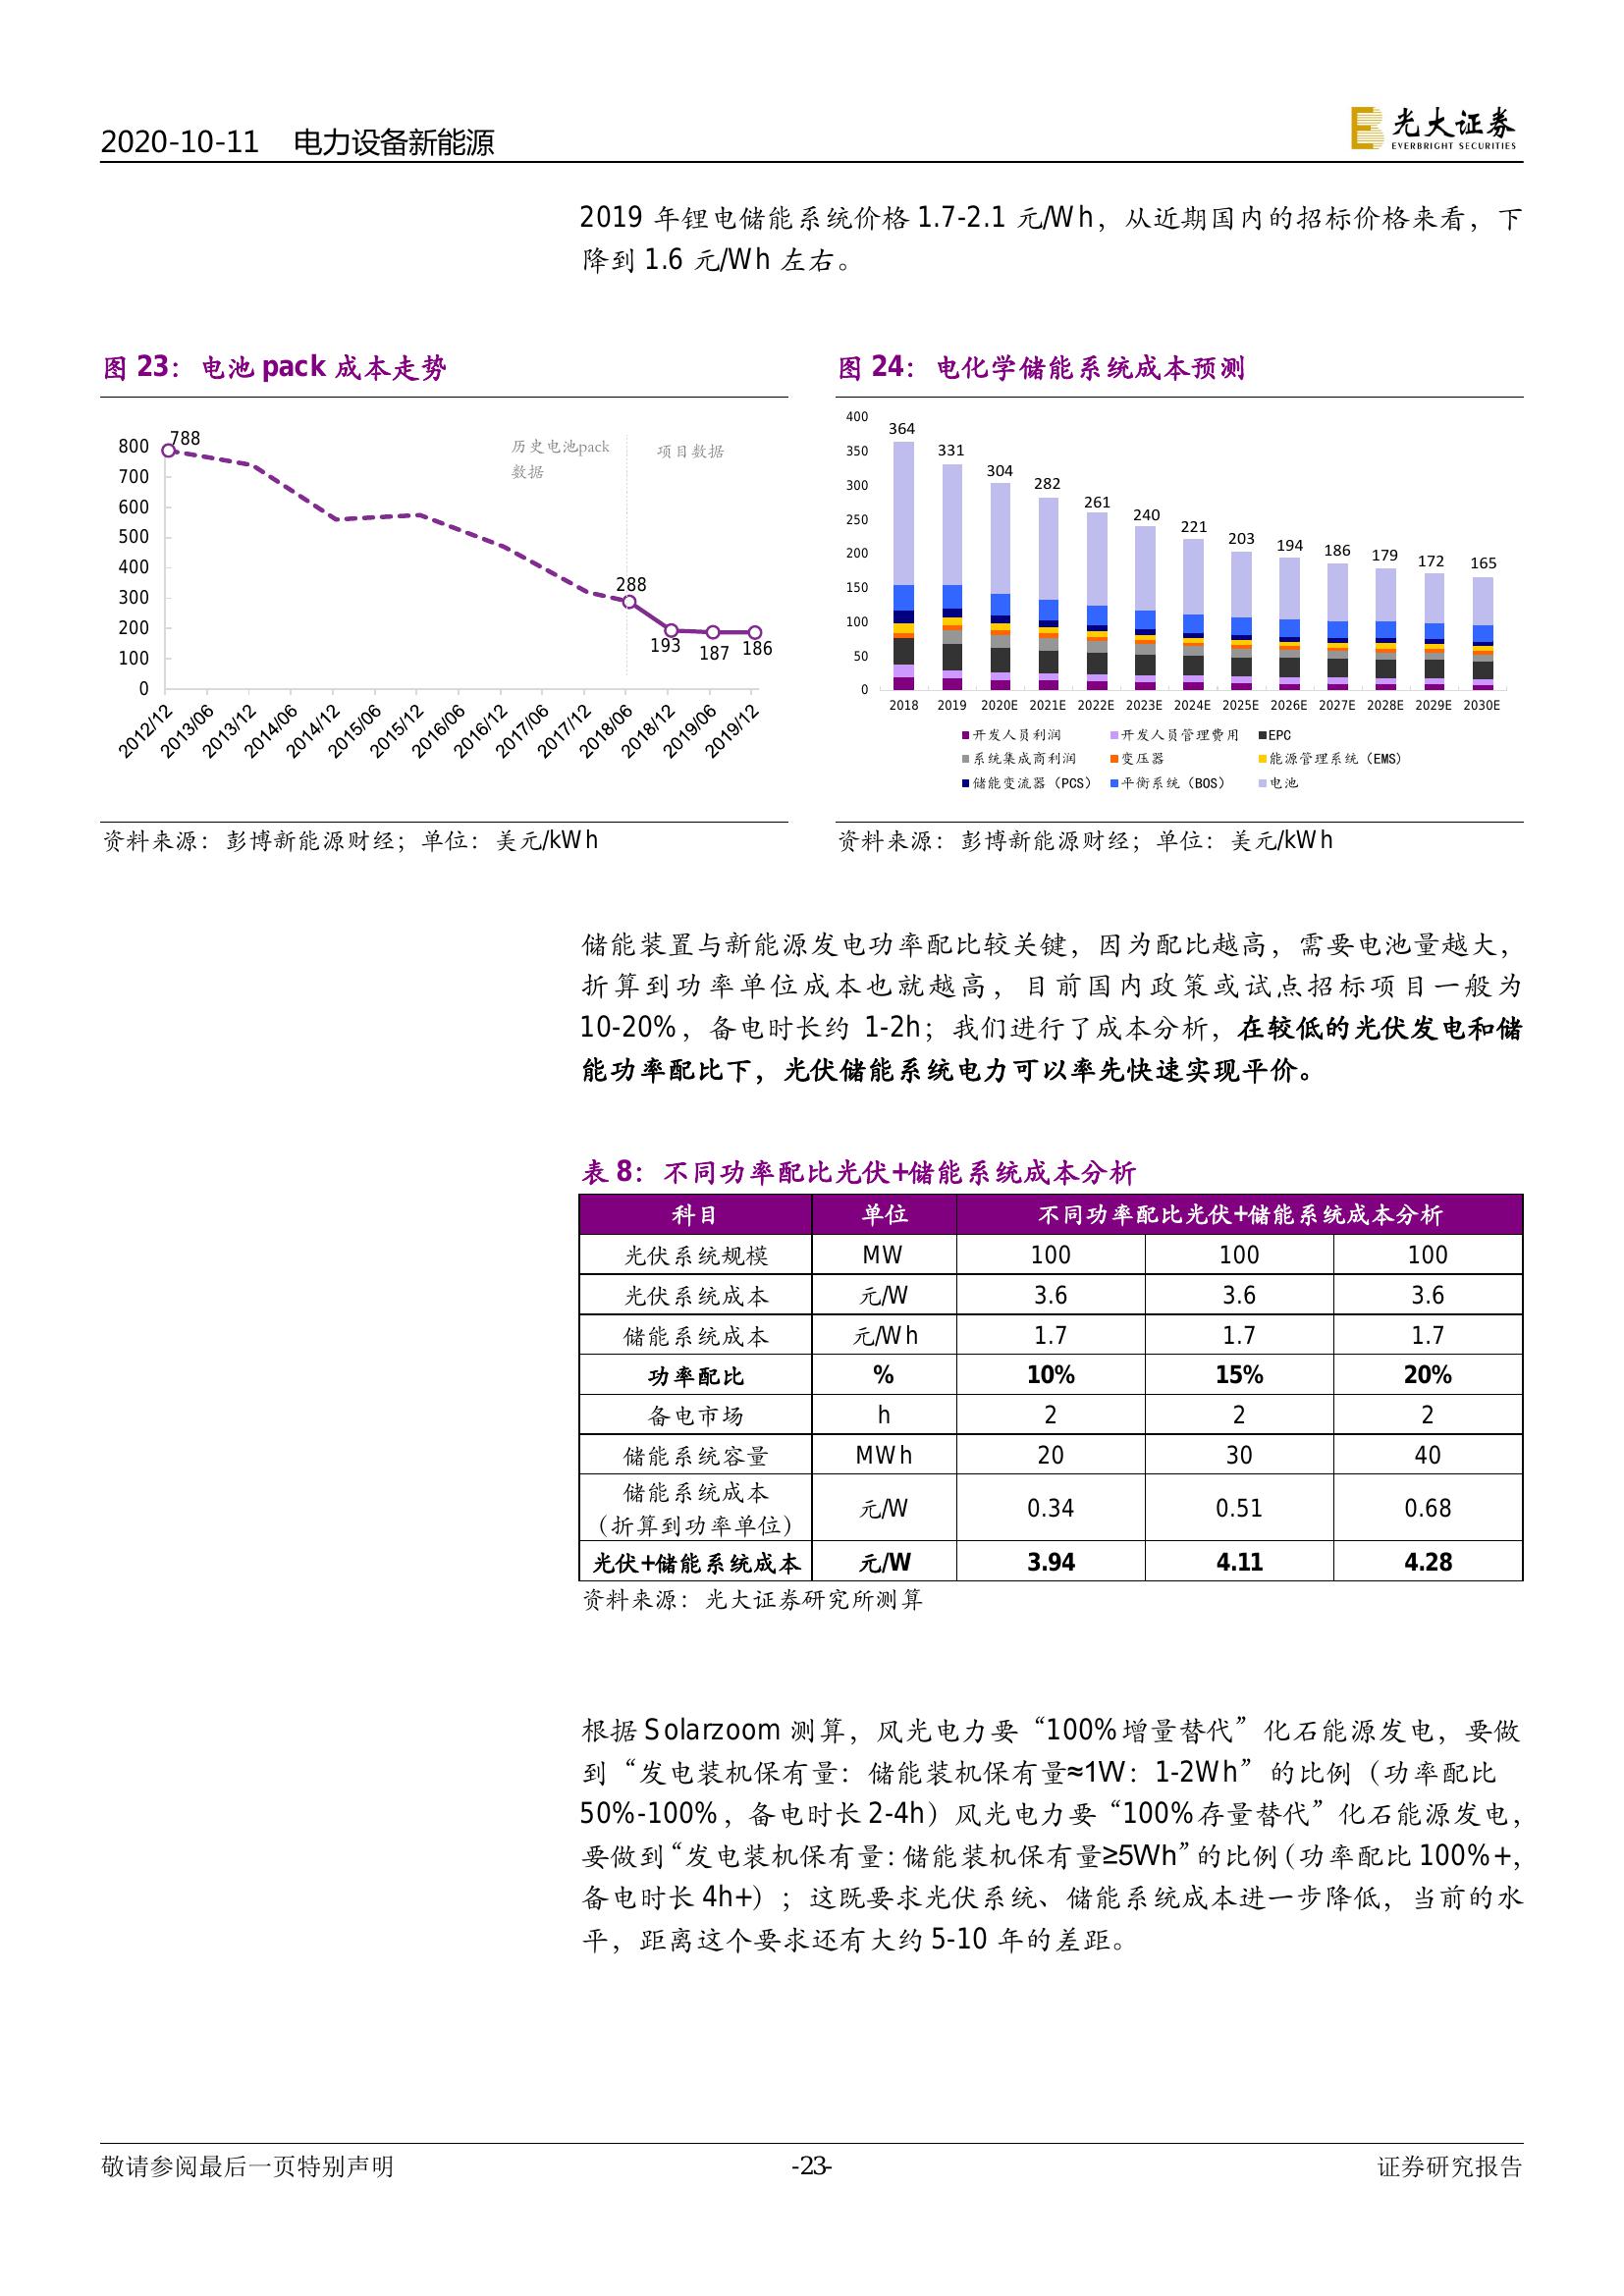 2020-10-11 电力设备新能源
光大证券
EVERBRIGHT SECURITIES
2019 年锂电储能系统价格 1.7-2.1 元/Wh，从近期国内的招标价格来看，下
降到 1.6 元/Wh 左右。
图 23：电池 pack 成本走势
800
700
600
500
400
300
200
100
0
788
288
193
187
186
历史电池pack
数据
项目数据
2012/12
2013/06
2013/12
2014/06
2014/12
2015/06
2015/12
2016/06
2016/12
2017/06
2017/12
2018/06
2018/12
2019/06
2019/12
资料来源：彭博新能源财经；单位：美元/kWh
图 24：电化学储能系统成本预测
400
350
300
250
200
150
100
50
0
364
331
304
282
261
240
221
203
194
186
179
172
165
2018 2019 2020E 2021E 2022E 2023E 2024E 2025E 2026E 2027E 2028E 2029E 2030E
开发人员利润 开发人员管理费用 EPC
系统集成商利润 变压器 能源管理系统（EMS）
储能变流器（PCS） 平衡系统（BOS） 电池
资料来源：彭博新能源财经；单位：美元/kWh
储能装置与新能源发电功率配比较关键，因为配比越高，需要电池量越大，
折算到功率单位成本也就越高，目前国内政策或试点招标项目一般为
10-20%，备电时长约 1-2h；我们进行了成本分析，在较低的光伏发电和储
能功率配比下，光伏储能系统电力可以率先快速实现平价。
表 8：不同功率配比光伏+储能系统成本分析
科目 单位 不同功率配比光伏+储能系统成本分析
光伏系统规模 MW 100 100 100
光伏系统成本 元/W 3.6 3.6 3.6
储能系统成本 元/Wh 1.7 1.7 1.7
功率配比 % 10% 15% 20%
备电市场 h 2 2 2
储能系统容量 MWh 20 30 40
储能系统成本
（折算到功率单位） 元/W 0.34 0.51 0.68
光伏+储能系统成本 元/W 3.94 4.11 4.28
资料来源：光大证券研究所测算
根据 Solarzoom 测算，风光电力要“100%增量替代”化石能源发电，要做
到“发电装机保有量：储能装机保有量≈1W：1-2Wh”的比例（功率配比
50%-100%，备电时长 2-4h）风光电力要“100%存量替代”化石能源发电，
要做到“发电装机保有量：储能装机保有量≥5Wh”的比例（功率配比 100%+，
备电时长 4h+）；这既要求光伏系统、储能系统成本进一步降低，当前的水
平，距离这个要求还有大约 5-10 年的差距。
敬请参阅最后一页特别声明 -23- 证券研究报告